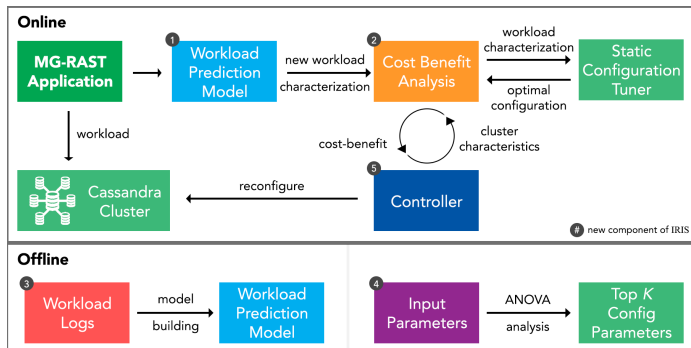 Online
MG-RAST
Application
1
Workload
Prediction
Model
new workload
characterization
2
Cost Benefit
Analysis
workload
characterization
optimal
configuration
Static
Configuration
Tuner
workload
cost-benefit
cluster
characteristics
Cassandra
Cluster
reconfigure
5
Controller
# new component of IRIS
Offline
3
Workload
Logs
model
building
Workload
Prediction
Model
4
Input
Parameters
ANOVA
analysis
Top K
Config
Parameters